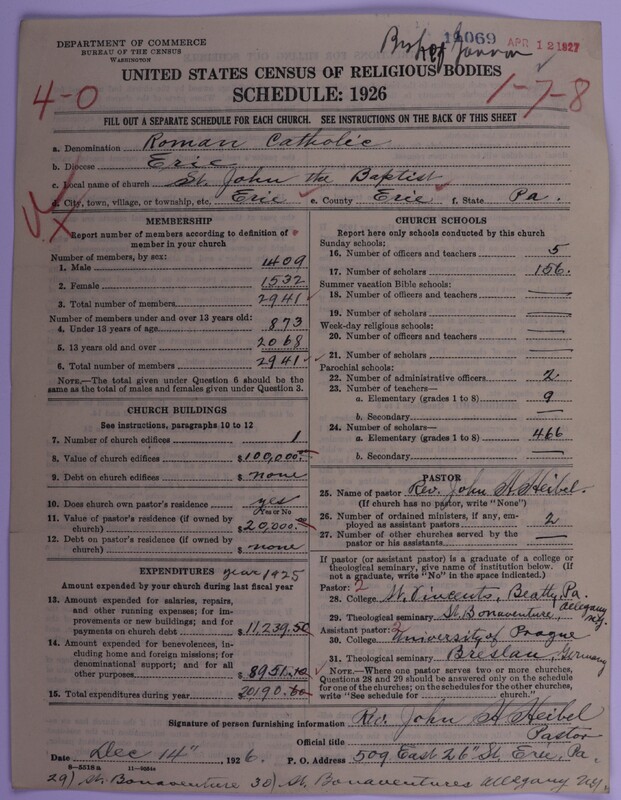 DEPARTMENT OF COMMERCE
BUREAU OF THE CENSUS
WASHINGTON
Bishop Gannon
14069 APR 12 1927
UNITED STATES CENSUS OF RELIGIOUS BODIES
SCHEDULE: 1926
4-0
1-7-8
FILL OUT A SEPARATE SCHEDULE FOR EACH CHURCH. SEE INSTRUCTIONS ON THE BACK OF THIS SHEET
a. Denomination Roman Catholic
b. Diocese Erie
c. Local name of church St. John the Baptist
d. City, town, village, or township, etc. Erie e. County Erie f. State Pa.
MEMBERSHIP
Report number of members according to definition of member in your church
Number of members, by sex:
1. Male 1409
2. Female 1532
3. Total number of members 2941
Number of members under and over 13 years old:
4. Under 13 years of age 873
5. 13 years old and over 2068
6. Total number of members 2941
NOTE.—The total given under Question 6 should be the same as the total of males and females given under Question 3.
CHURCH BUILDINGS
See instructions, paragraphs 10 to 12
7. Number of church edifices 1
8. Value of church edifices $100,000
9. Debt on church edifices $ none
10. Does church own pastor's residence yes
Yes or No
11. Value of pastor's residence (if owned by church) $20,000
12. Debt on pastor's residence (if owned by church) $ none
EXPENDITURES year 1925
Amount expended by your church during last fiscal year
13. Amount expended for salaries, repairs, and other running expenses; for improvements or new buildings; and for payments on church debt $11,239.50
14. Amount expended for benevolences, including home and foreign missions; for denominational support; and for all other purposes $8951.10
15. Total expenditures during year 20190.60
CHURCH SCHOOLS
Report here only schools conducted by this church
Sunday schools:
16. Number of officers and teachers 5
17. Number of scholars 156.
Summer vacation Bible schools:
18. Number of officers and teachers —
19. Number of scholars —
Week-day religious schools:
20. Number of officers and teachers —
21. Number of scholars —
Parochial schools:
22. Number of administrative officers 2.
23. Number of teachers—
a. Elementary (grades 1 to 8) 9
b. Secondary —
24. Number of scholars—
a. Elementary (grades 1 to 8) 466
b. Secondary —
PASTOR
25. Name of pastor Rev. John H Heibel.
(If church has no pastor, write "None")
26. Number of ordained ministers, if any, employed as assistant pastors 2
27. Number of other churches served by the pastor or his assistants —
If pastor (or assistant pastor) is a graduate of a college or theological seminary, give name of institution below. (If not a graduate, write "No" in the space indicated.)
Pastor: 2
28. College St. Vincents, Beatty, Pa.
29. Theological seminary St. Bonaventure, Allegany N.Y.
Assistant pastor: 2
30. College University of Prague
31. Theological seminary Breslau, Germany
NOTE.—Where one pastor serves two or more churches, Questions 28 and 29 should be answered only on the schedule for one of the churches; on the schedules for the other churches, write "See schedule for church."
Signature of person furnishing information Rev. John H Heibel
Official title Pastor
Date Dec 14" 1926. P. O. Address 509 East 26" St. Erie, Pa.
8—5518a
29) St. Bonaventure 30) St. Bonaventures Allegany N.Y.